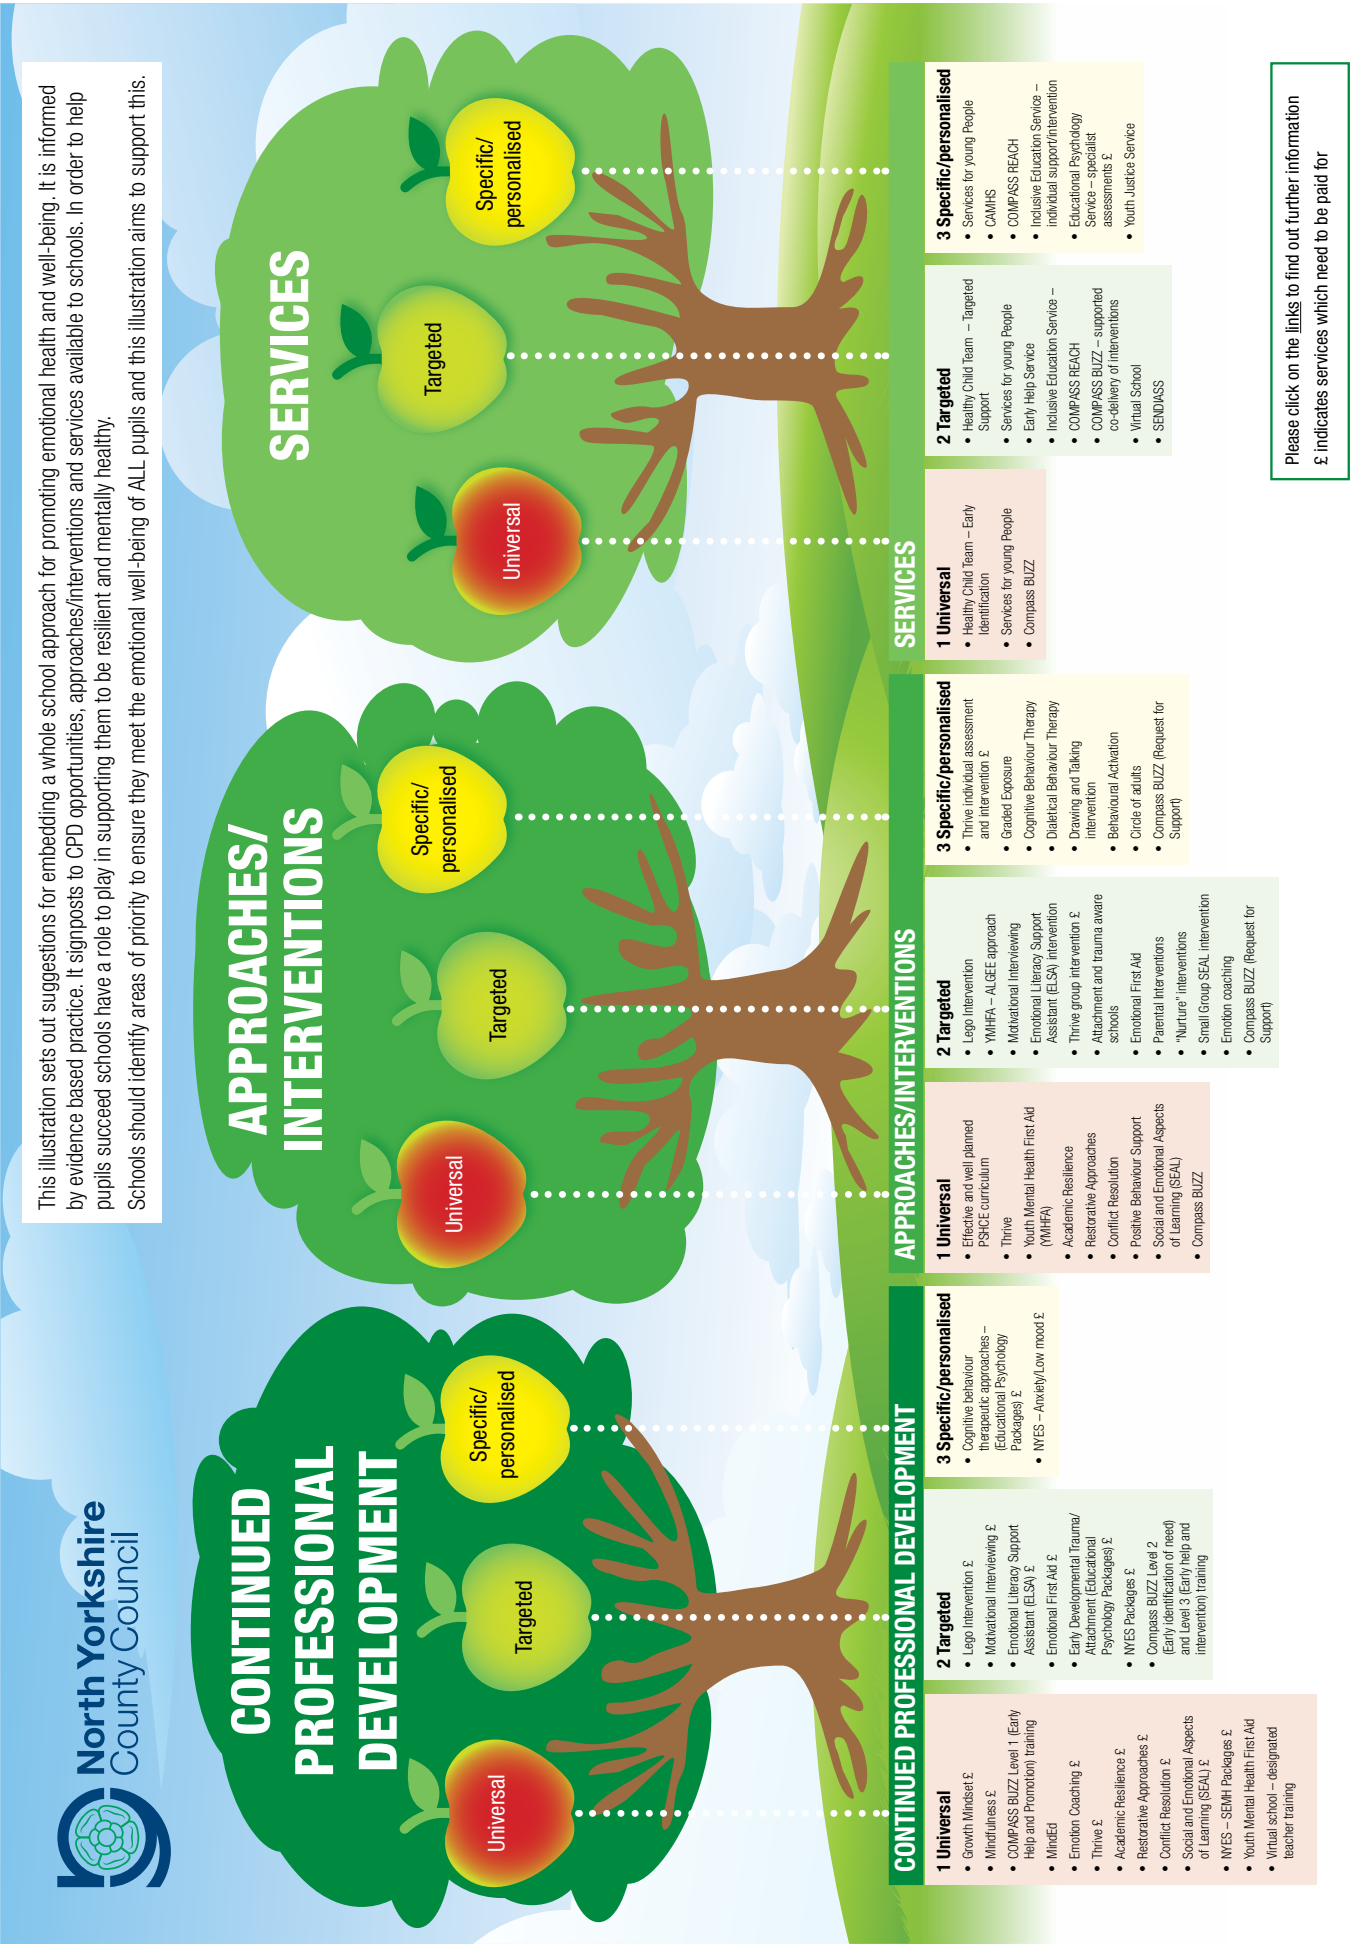 North Yorkshire
County Council
This illustration sets out suggestions for embedding a whole school approach for promoting emotional health and well-being. It is informed
by evidence based practice. It signposts to CPD opportunities, approaches/interventions and services available to schools. In order to help
pupils succeed schools have a role to play in supporting them to be resilient and mentally healthy.
Schools should identify areas of priority to ensure they meet the emotional well-being of ALL pupils and this illustration aims to support this.
CONTINUED
PROFESSIONAL
DEVELOPMENT
Universal
Targeted
Specific/
personalised
APPROACHES/
INTERVENTIONS
Universal
Targeted
Specific/
personalised
SERVICES
Universal
Targeted
Specific/
personalised
CONTINUED PROFESSIONAL DEVELOPMENT
1 Universal
• Growth Mindset £
• Mindfulness £
• COMPASS BUZZ Level 1 (Early
Help and Promotion) training
• MindEd
• Emotion Coaching £
• Thrive £
• Academic Resilience £
• Restorative Approaches £
• Conflict Resolution £
• Social and Emotional Aspects
of Learning (SEAL) £
• NYES – SEMH Packages £
• Youth Mental Health First Aid
• Virtual school – designated
teacher training
2 Targeted
• Lego Intervention £
• Motivational Interviewing £
• Emotional Literacy Support
Assistant (ELSA) £
• Emotional First Aid £
• Early Developmental Trauma/
Attachment (Educational
Psychology Packages) £
• NYES Packages £
• Compass BUZZ Level 2
(Early identification of need)
and Level 3 (Early help and
intervention) training
3 Specific/personalised
• Cognitive behaviour
therapeutic approaches –
(Educational Psychology
Packages) £
• NYES – Anxiety/Low mood £
APPROACHES/INTERVENTIONS
1 Universal
• Effective and well planned
PSHCE curriculum
• Thrive
• Youth Mental Health First Aid
(YMHFA)
• Academic Resilience
• Restorative Approaches
• Conflict Resolution
• Positive Behaviour Support
• Social and Emotional Aspects
of Learning (SEAL)
• Compass BUZZ
2 Targeted
• Lego Intervention
• YMHFA – ALGEE approach
• Motivational Interviewing
• Emotional Literacy Support
Assistant (ELSA) intervention
• Thrive group intervention £
• Attachment and trauma aware
schools
• Emotional First Aid
• Parental Interventions
• "Nurture" interventions
• Small Group SEAL intervention
• Emotion coaching
• Compass BUZZ (Request for
Support)
3 Specific/personalised
• Thrive individual assessment
and intervention £
• Graded Exposure
• Cognitive Behaviour Therapy
• Dialetical Behaviour Therapy
• Drawing and Talking
intervention
• Behavioural Activation
• Circle of adults
• Compass BUZZ (Request for
Support)
SERVICES
1 Universal
• Healthy Child Team – Early
Identification
• Services for young People
• Compass BUZZ
2 Targeted
• Healthy Child Team – Targeted
Support
• Services for young People
• Early Help Service
• Inclusive Education Service –
• COMPASS REACH
• COMPASS BUZZ – supported
co-delivery of interventions
• Virtual School
• SENDIASS
3 Specific/personalised
• Services for young People
• CAMHS
• COMPASS REACH
• Inclusive Education Service –
individual support/intervention
• Educational Psychology
Service – specialist
assessments £
• Youth Justice Service
Please click on the links to find out further information
£ indicates services which need to be paid for